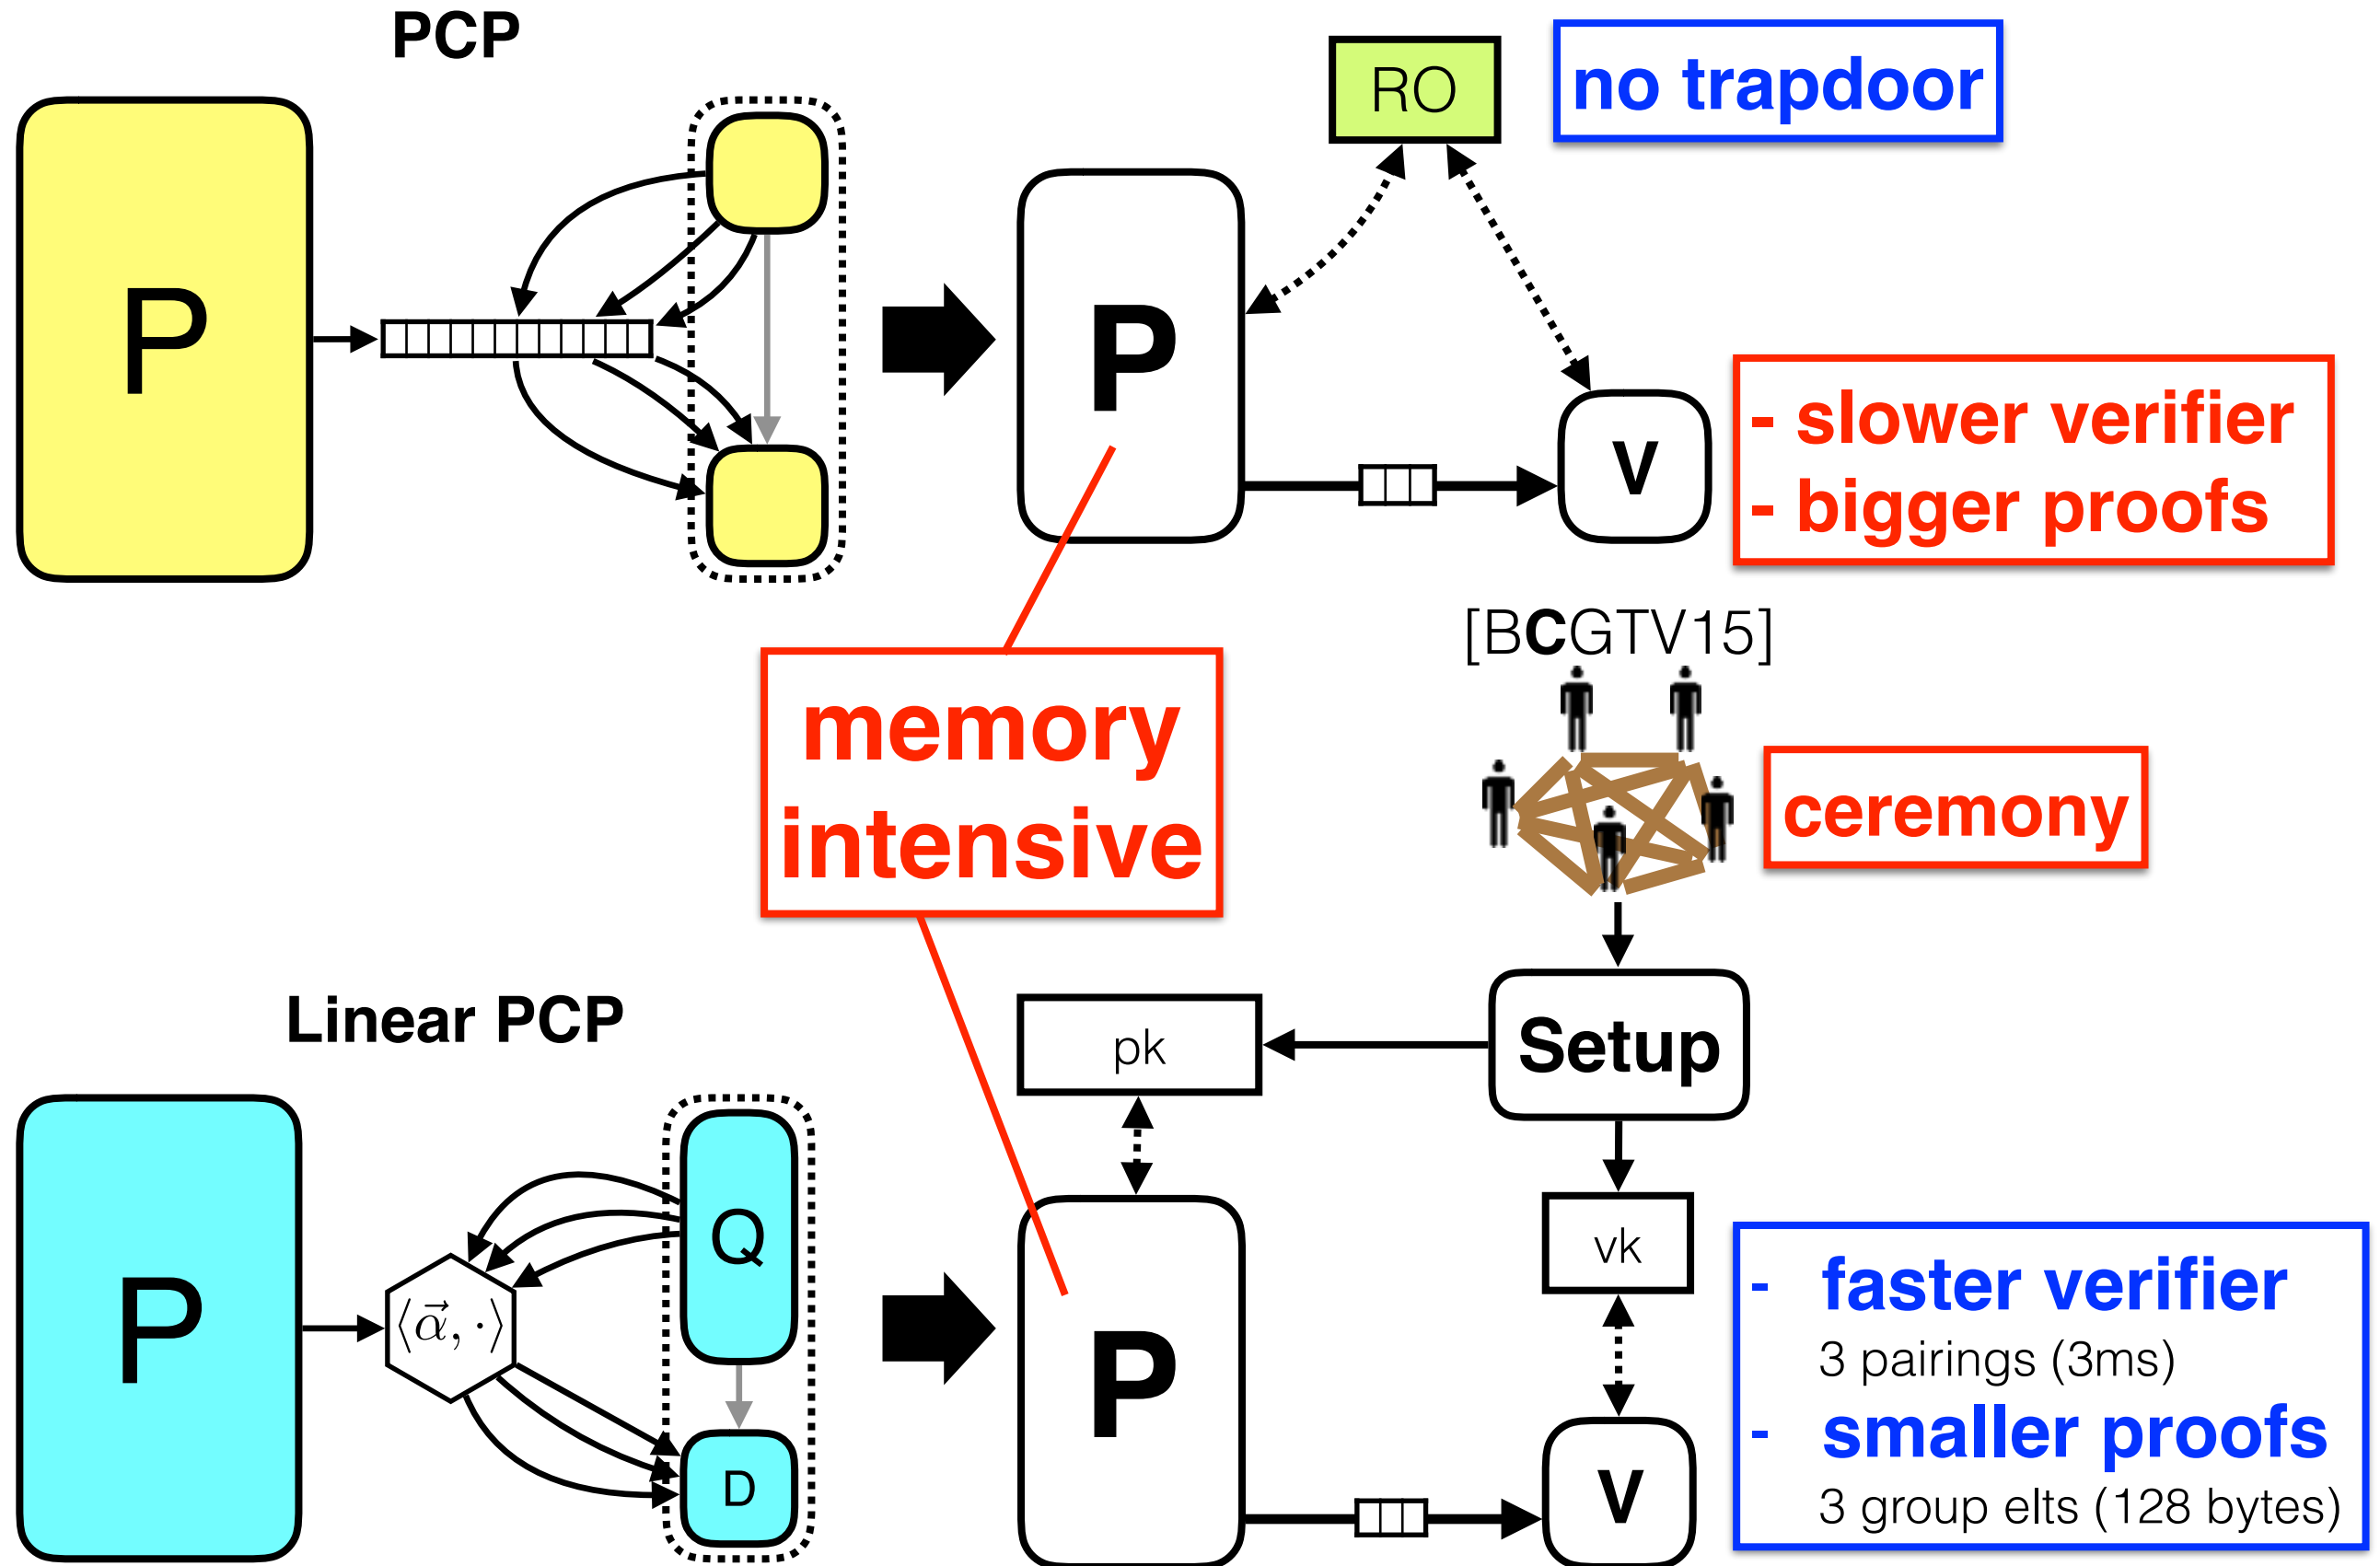 PCP
P
RO
no trapdoor
P
V
- slower verifier
- bigger proofs
memory
intensive
[BCGTV15]
ceremony
Setup
pk
vk
Linear PCP
P
Q
D
⟨α⃗, ·⟩
P
V
- faster verifier
3 pairings (3ms)
- smaller proofs
3 group elts (128 bytes)